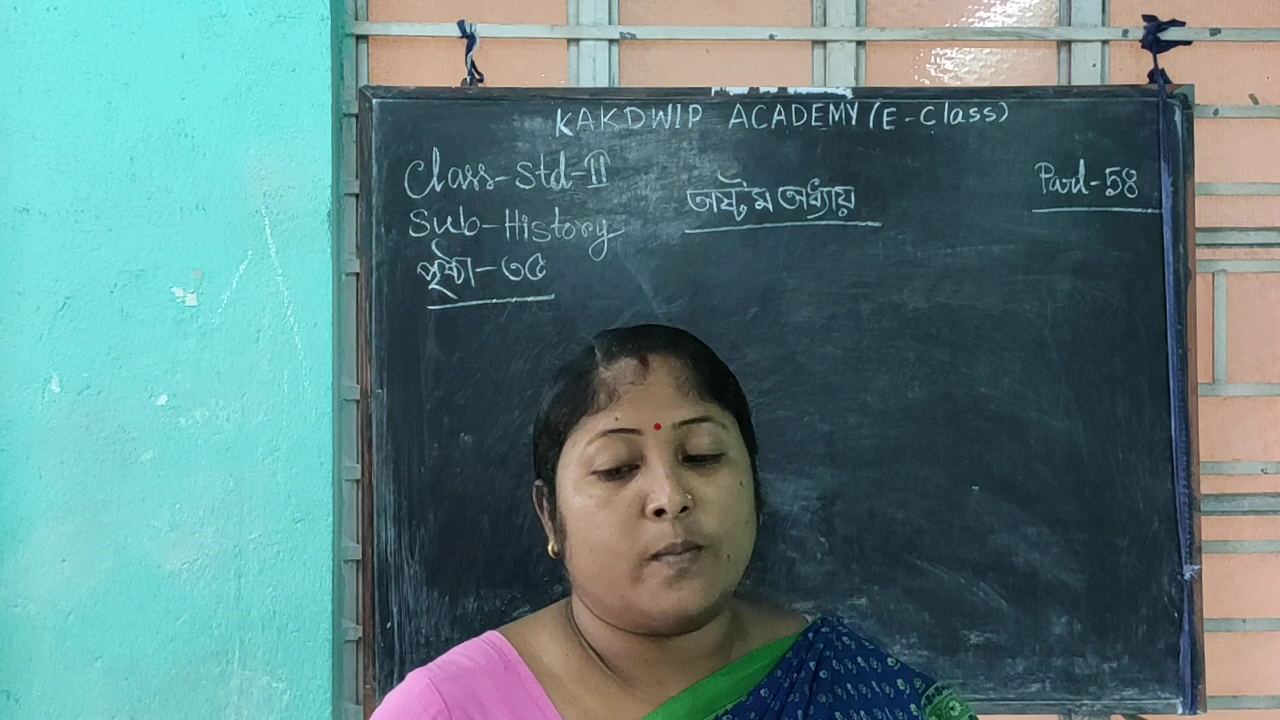 KAKDWIP ACADEMY (E-Class)
Class-Std-II
Sub-History
পৃষ্ঠা-৩৫
অষ্টম অধ্যায়
Part-58